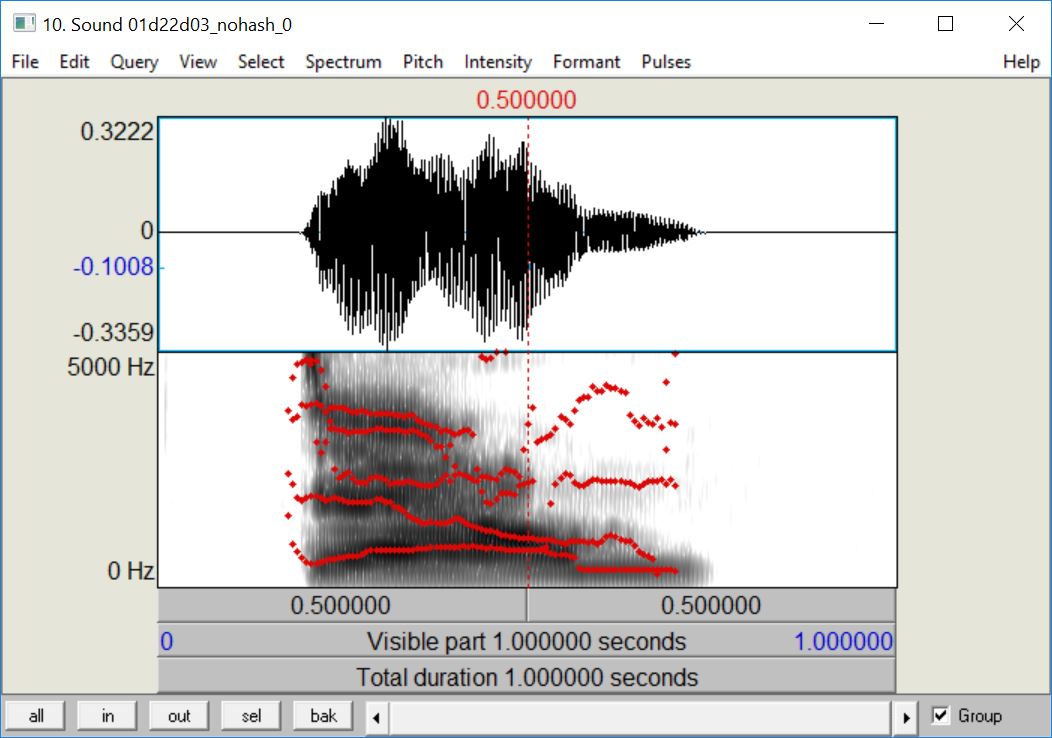 10. Sound 01d22d03_nohash_0
File Edit Query View Select Spectrum Pitch Intensity Formant Pulses Help
0.500000
0.3222
0
-0.1008
-0.3359
5000 Hz
0 Hz
0.500000 0.500000
0 Visible part 1.000000 seconds 1.000000
Total duration 1.000000 seconds
all in out sel bak Group